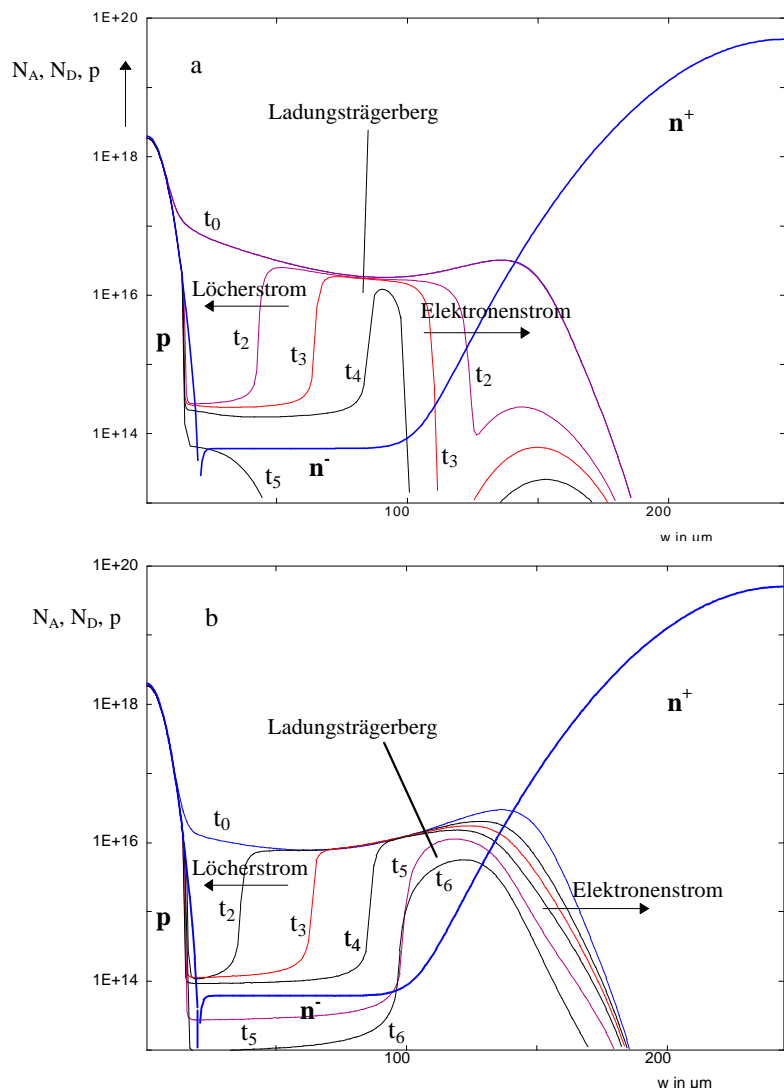 1E+20
a
N_A, N_D, p
Ladungsträgerberg
n⁺
1E+18
t₀
1E+16
Löcherstrom
Elektronenstrom
p
t₂
t₃
t₄
t₂
1E+14
n⁻
t₃
t₅
100
200
w in µm
1E+20
N_A, N_D, p
b
n⁺
1E+18
Ladungsträgerberg
t₀
1E+16
Löcherstrom
t₅
t₆
Elektronenstrom
p
t₂
t₃
t₄
1E+14
n⁻
t₅
t₆
100
200
w in µm